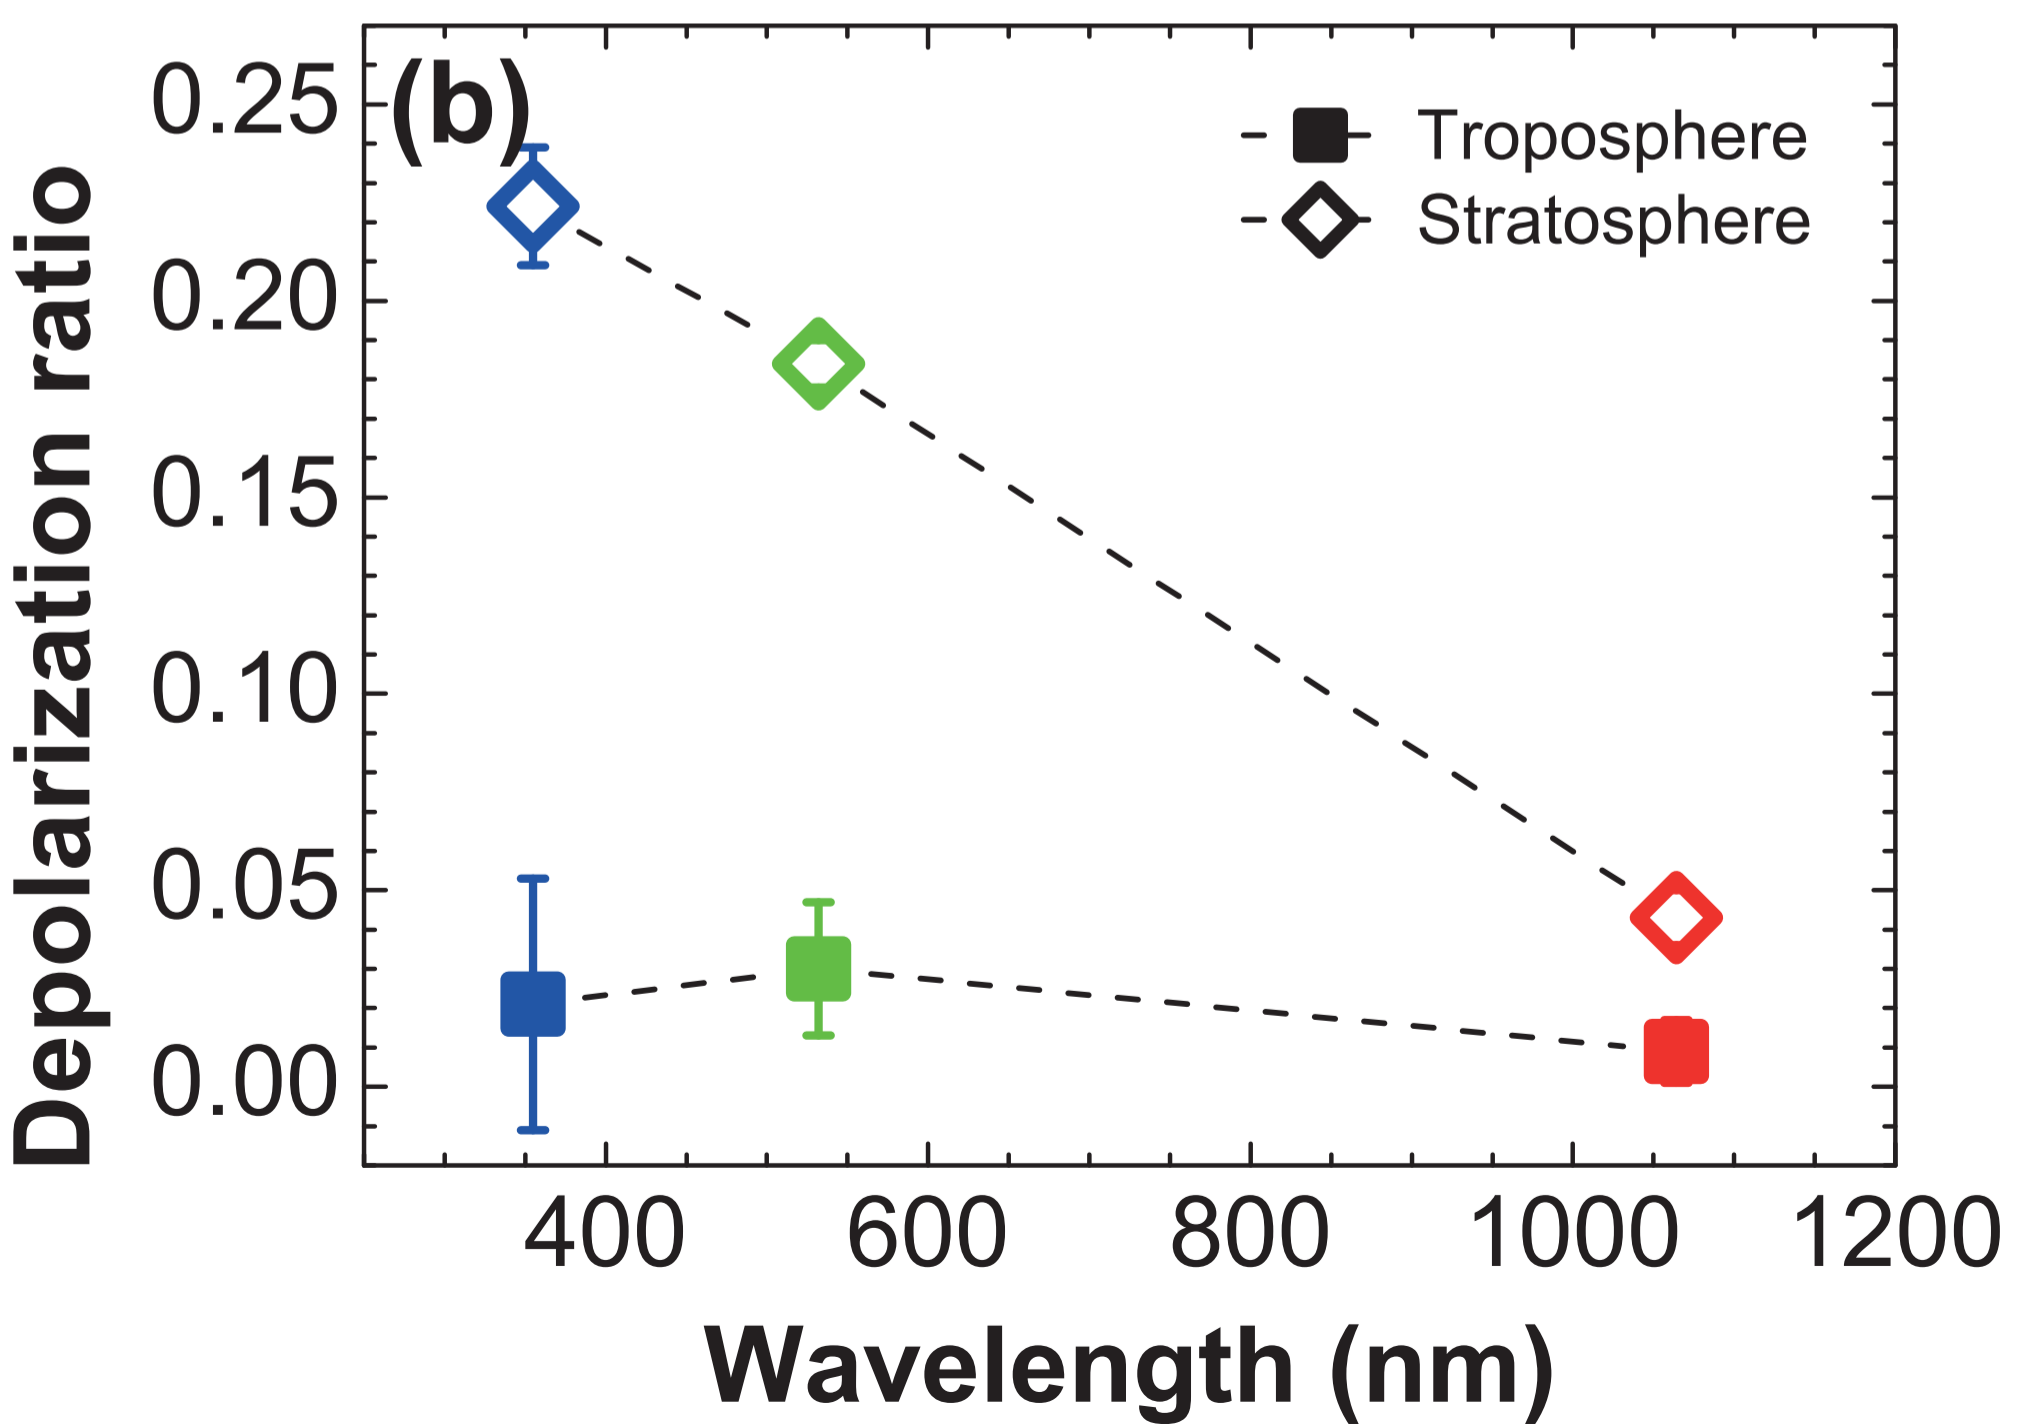 (b)
Troposphere
Stratosphere
Depolarization ratio
0.25
0.20
0.15
0.10
0.05
0.00
400 600 800 1000 1200
Wavelength (nm)